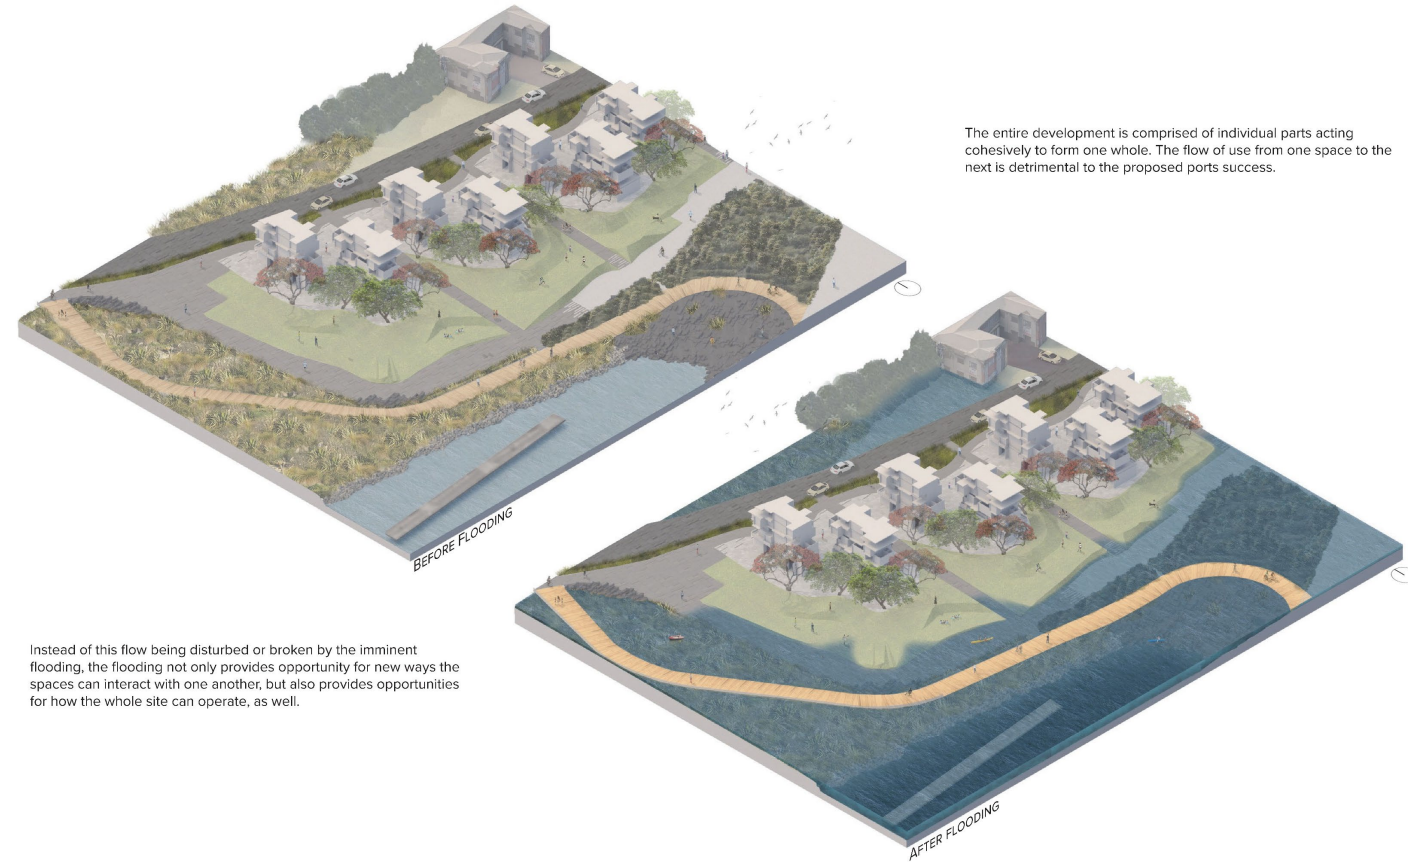 The entire development is comprised of individual parts acting
cohesively to form one whole. The flow of use from one space to the
next is detrimental to the proposed ports success.
BEFORE FLOODING
Instead of this flow being disturbed or broken by the imminent
flooding, the flooding not only provides opportunity for new ways the
spaces can interact with one another, but also provides opportunities
for how the whole site can operate, as well.
AFTER FLOODING